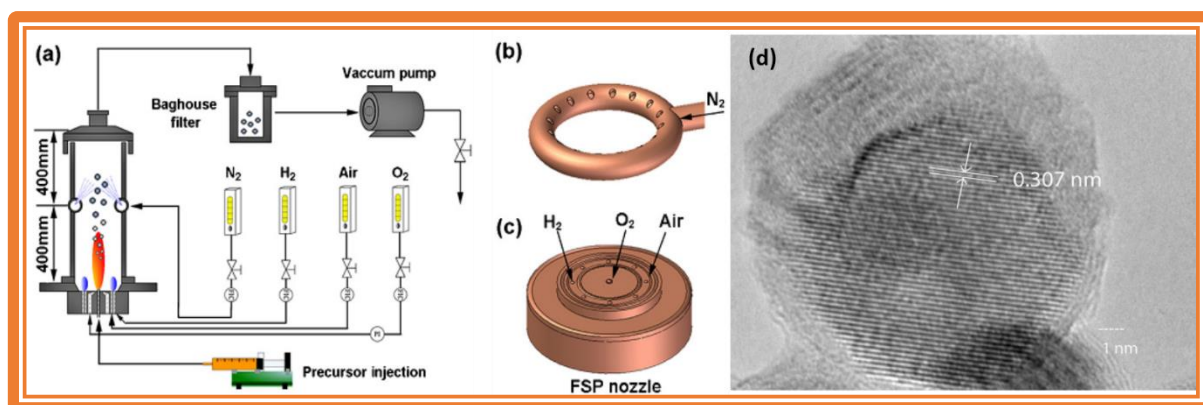 (a)
Baghouse
filter
Vaccum pump
400mm
400mm
N₂
H₂
Air
O₂
PI
Precursor injection
(b)
N₂
(c)
H₂
O₂
Air
FSP nozzle
(d)
0.307 nm
1 nm